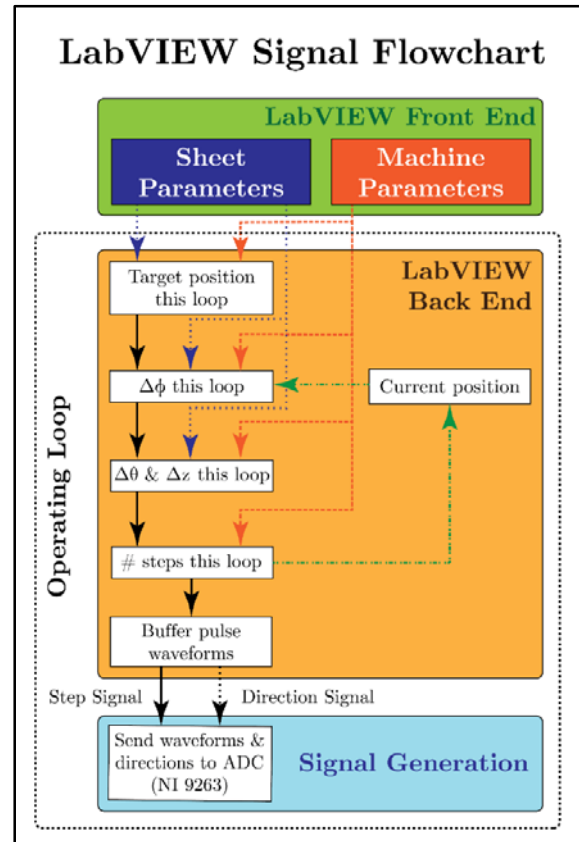 LabVIEW Signal Flowchart
LabVIEW Front End
Sheet
Parameters
Machine
Parameters
Operating Loop
LabVIEW
Back End
Target position
this loop
Δϕ this loop
Current position
Δθ & Δz this loop
# steps this loop
Buffer pulse
waveforms
Step Signal
Direction Signal
Send waveforms &
directions to ADC
(NI 9263)
Signal Generation